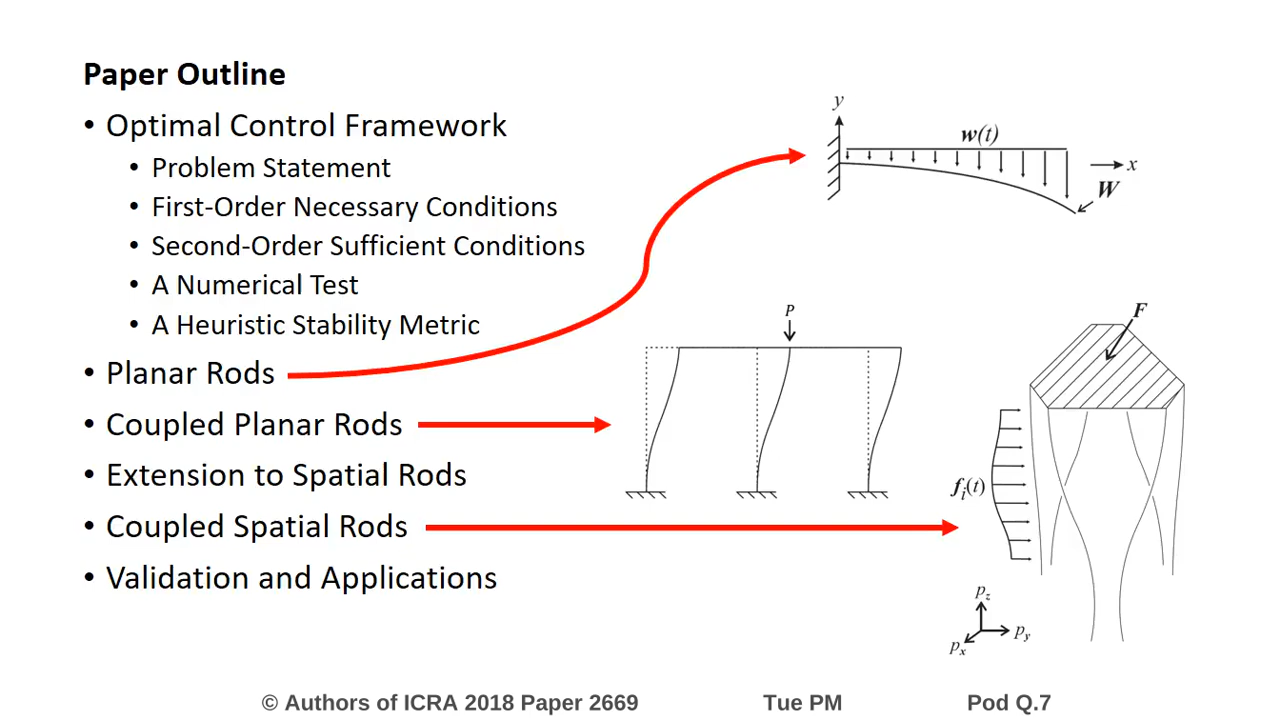 Paper Outline
• Optimal Control Framework
• Problem Statement
• First-Order Necessary Conditions
• Second-Order Sufficient Conditions
• A Numerical Test
• A Heuristic Stability Metric
• Planar Rods
• Coupled Planar Rods
• Extension to Spatial Rods
• Coupled Spatial Rods
• Validation and Applications
y
w(t)
x
W
P
F
fi(t)
pz
py
px
© Authors of ICRA 2018 Paper 2669 Tue PM Pod Q.7